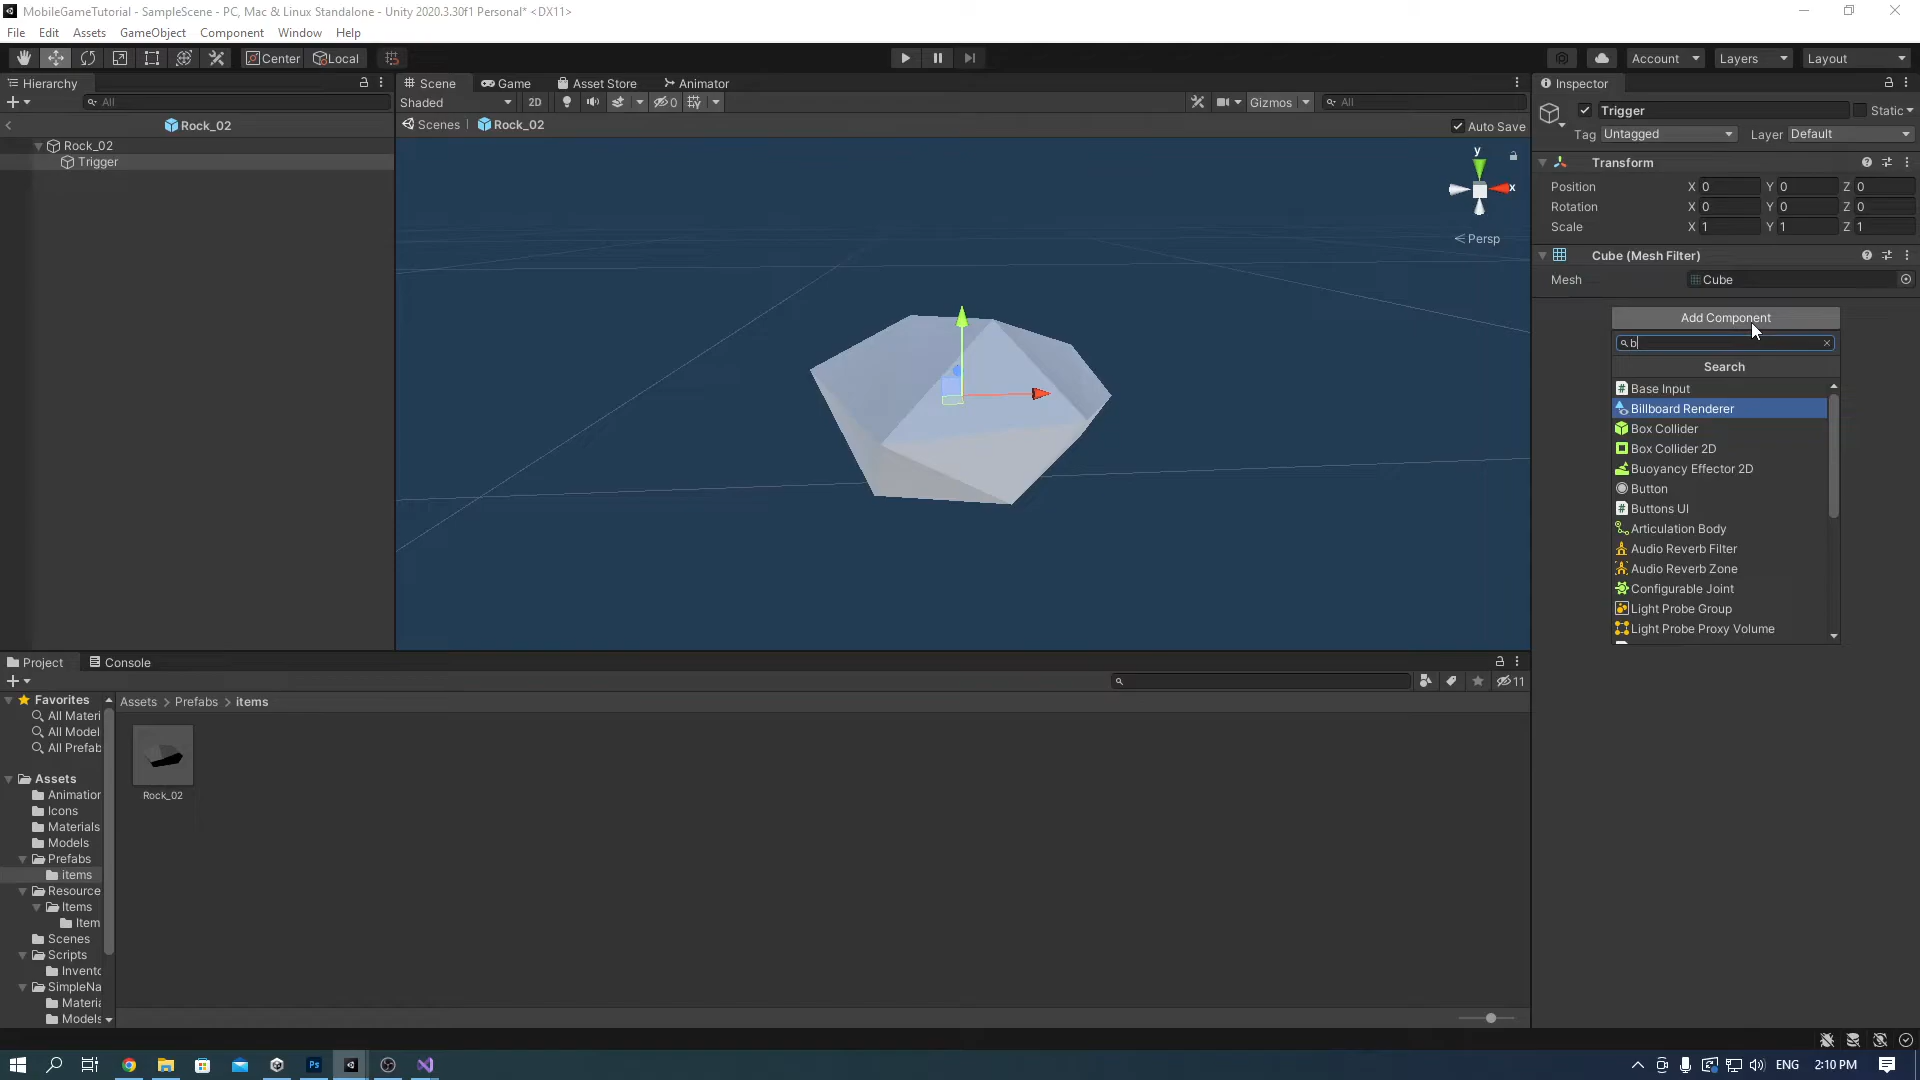 MobileGameTutorial - SampleScene - PC, Mac & Linux Standalone - Unity 2020.3.30f1 Personal* <DX11>
File Edit Assets GameObject Component Window Help
Center Local Account Layers Layout
Hierarchy Scene Game Asset Store Animator Inspector
All Shaded 2D 0 Gizmos All Trigger Static
Rock_02 Scenes Rock_02 Auto Save
Tag Untagged Layer Default
Rock_02
Trigger
Transform
Position X 0 Y 0 Z 0
Rotation X 0 Y 0 Z 0
Scale X 1 Y 1 Z 1
y
x
Persp
Cube (Mesh Filter)
Mesh Cube
Add Component
b
Search
Base Input
Billboard Renderer
Box Collider
Box Collider 2D
Buoyancy Effector 2D
Button
Buttons UI
Articulation Body
Audio Reverb Filter
Audio Reverb Zone
Configurable Joint
Light Probe Group
Light Probe Proxy Volume
Project Console
11
Favorites
All Materi
All Model
All Prefab
Assets
Animation
Icons
Materials
Models
Prefabs
items
Resource
Items
Item
Scenes
Scripts
Invento
SimpleNa
Materia
Models
Assets > Prefabs > items
Rock_02
Ps
ENG 2:10 PM